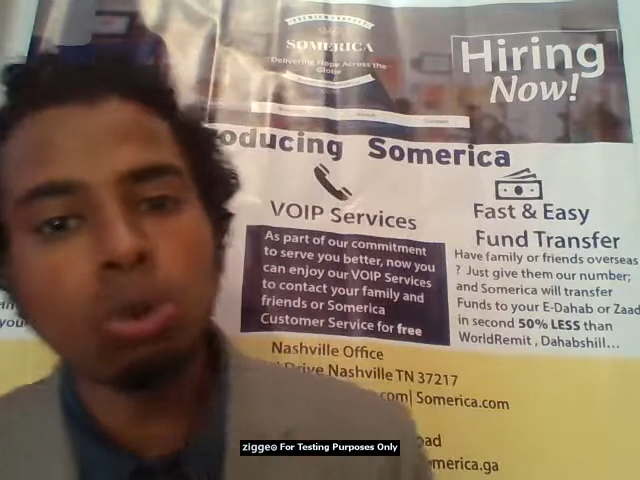 SOMERICA
Delivering Hope Across the
Globe
Hiring
Now!
oducing Somerica
VOIP Services
As part of our commitment
to serve you better, now you
can enjoy our VOIP Services
to contact your family and
friends or Somerica
Customer Service for free
Fast & Easy
Fund Transfer
Have family or friends overseas
? Just give them our number;
and Somerica will transfer
Funds to your E-Dahab or Zaad
in second 50% LESS than
WorldRemit , Dahabshill...
Nashville Office
Drive Nashville TN 37217
.com| Somerica.com
oad
merica.ga
ziggeo For Testing Purposes Only